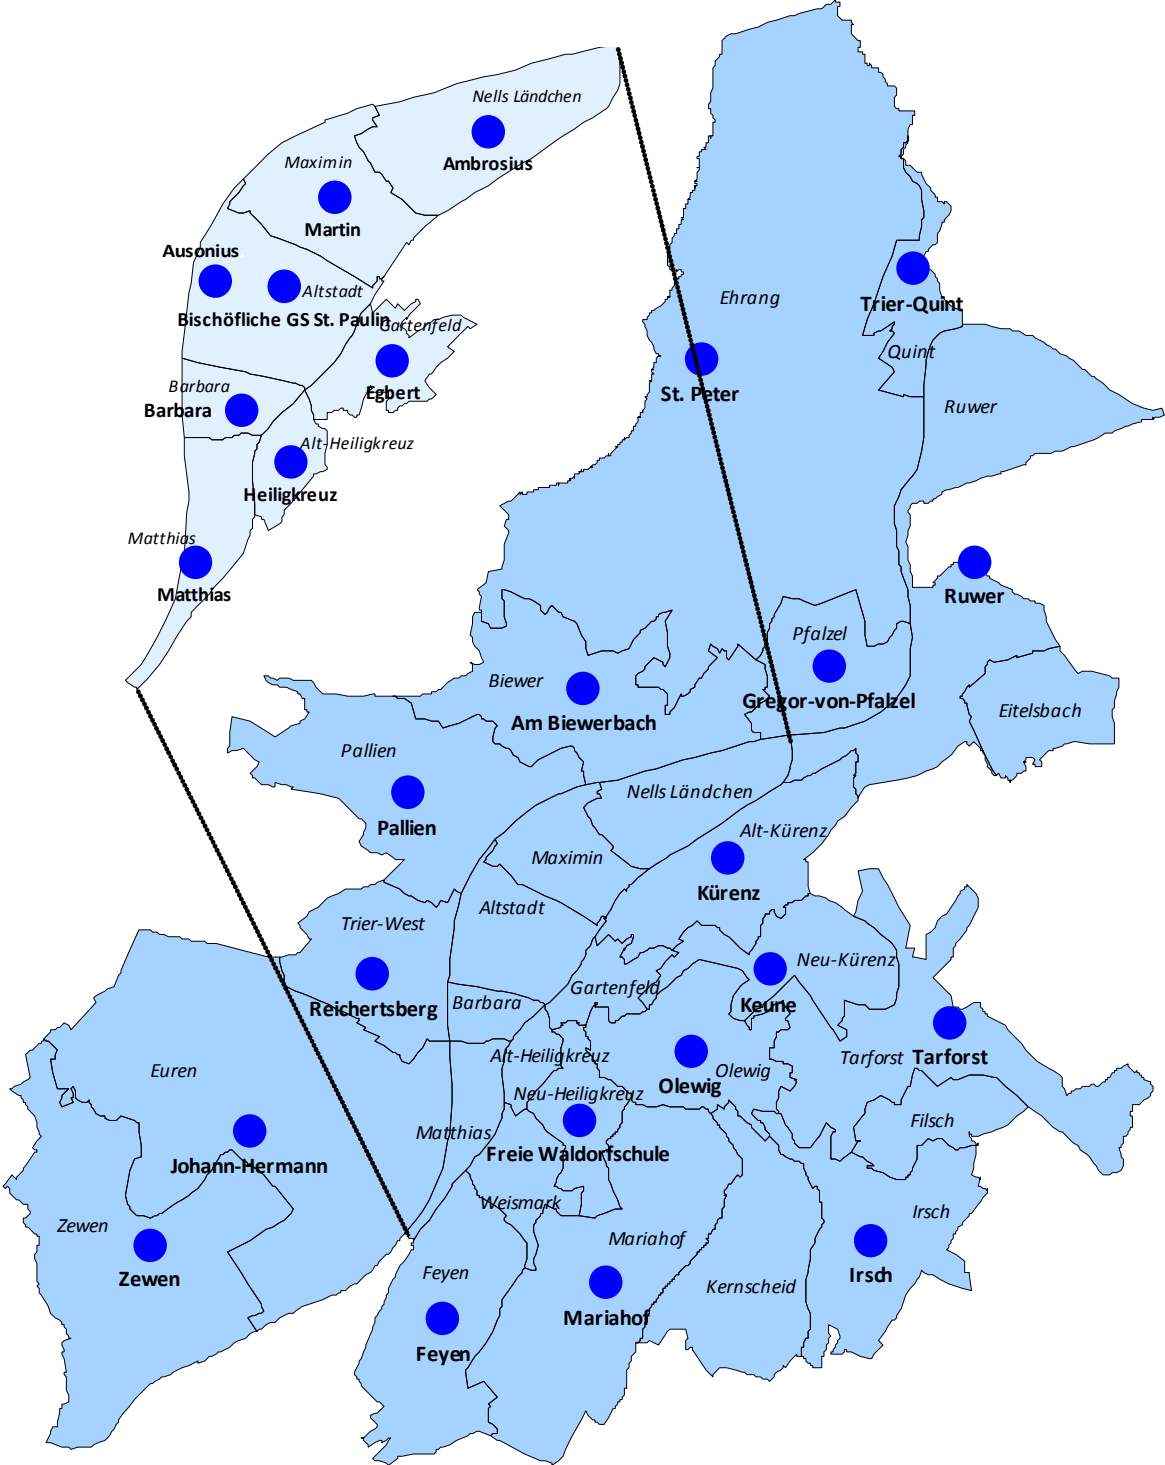 Nells Ländchen
Ambrosius
Maximin
Martin
Ausonius
Altstadt
Bischöfliche GS St. Paulin
Gartenfeld
Egbert
Barbara
Barbara
Alt-Heiligkreuz
Heiligkreuz
Matthias
Matthias
Ehrang
Trier-Quint
Quint
St. Peter
Ruwer
Ruwer
Pfalzel
Gregor-von-Pfalzel
Eitelsbach
Biewer
Am Biewerbach
Pallien
Pallien
Nells Ländchen
Alt-Kürenz
Kürenz
Maximin
Altstadt
Trier-West
Reichertsberg
Neu-Kürenz
Keune
Gartenfeld
Barbara
Tarforst
Tarforst
Alt-Heiligkreuz
Olewig
Olewig
Euren
Neu-Heiligkreuz
Filsch
Johann-Hermann
Matthias
Freie Waldorfschule
Weismark
Zewen
Zewen
Irsch
Irsch
Mariahof
Mariahof
Kernscheid
Feyen
Feyen